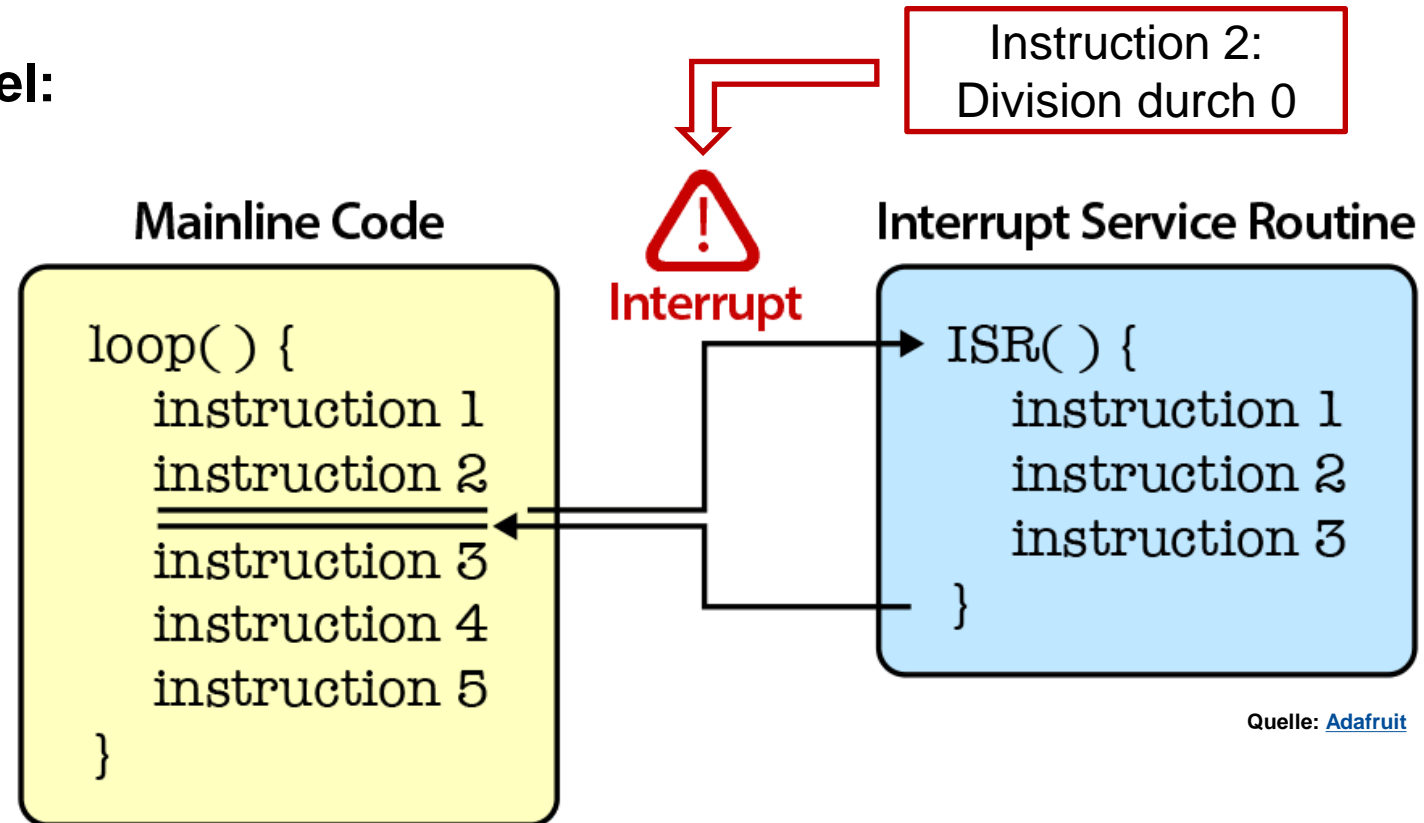 el:
Instruction 2:
Division durch 0
Mainline Code
Interrupt
Interrupt Service Routine
loop( ) {
instruction 1
instruction 2
instruction 3
instruction 4
instruction 5
}
ISR( ) {
instruction 1
instruction 2
instruction 3
}
Quelle: Adafruit